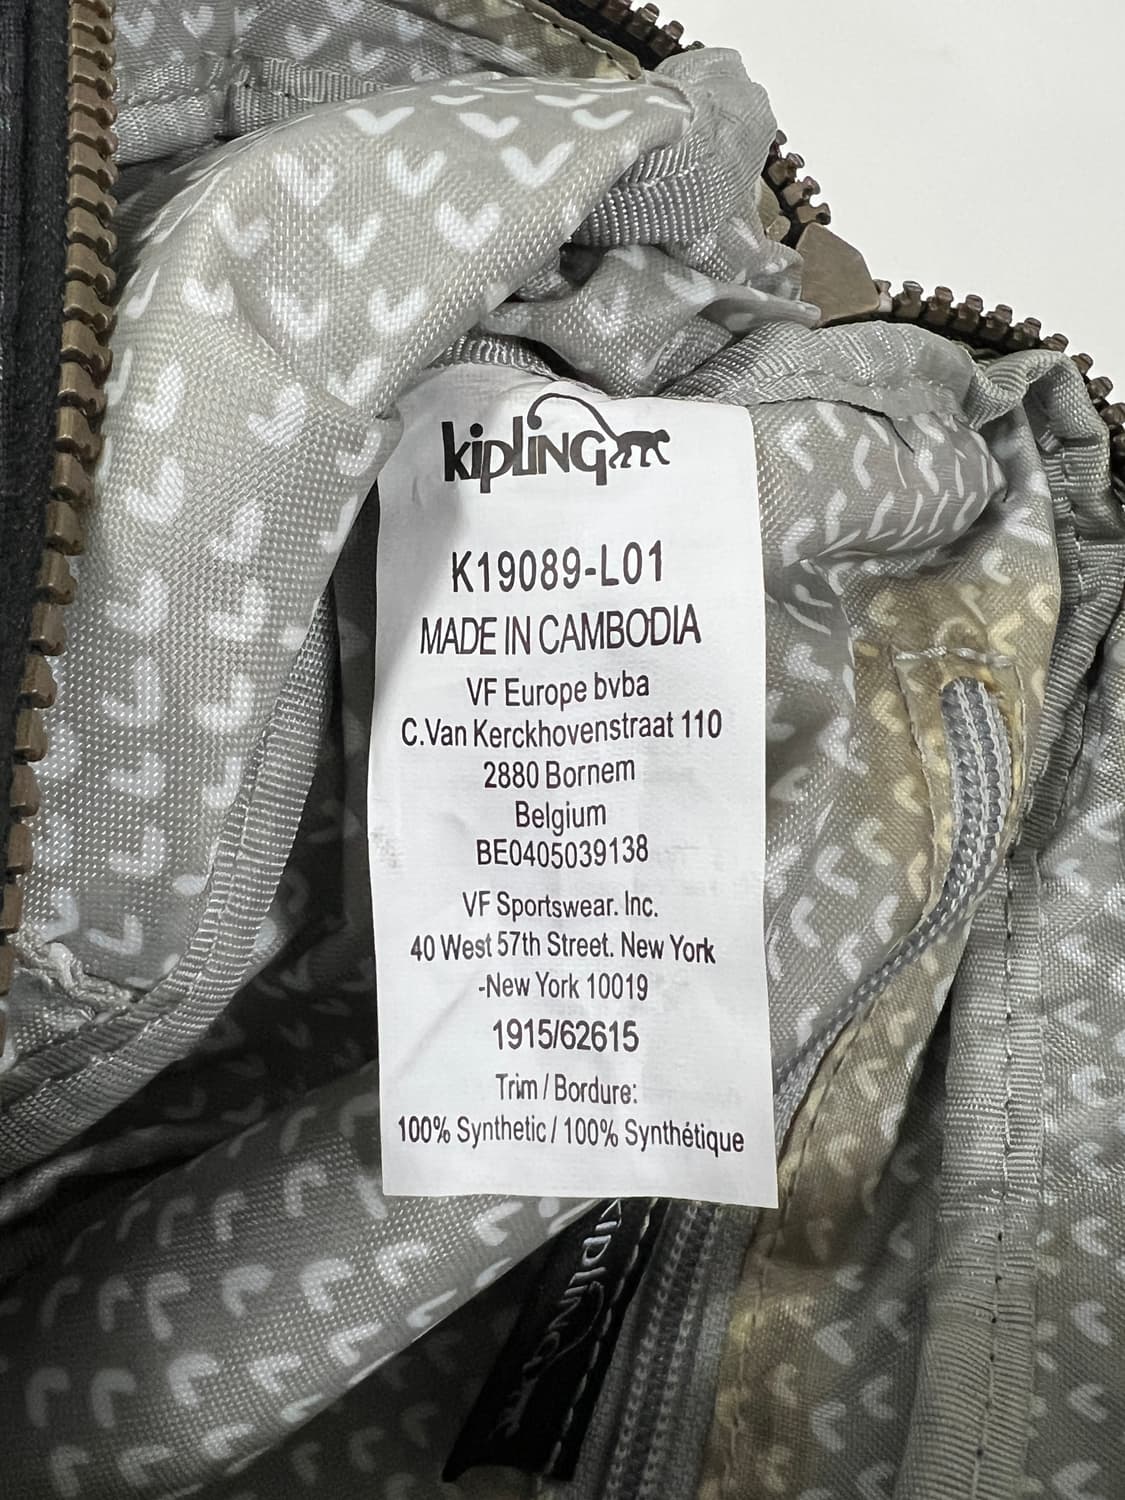 kipling
K19089-L01
MADE IN CAMBODIA
VF Europe bvba
C.Van Kerckhovenstraat 110
2880 Bornem
Belgium
BE0405039138
VF Sportswear. Inc.
40 West 57th Street. New York
-New York 10019
1915/62615
Trim / Bordure:
100% Synthetic / 100% Synthétique
kipling